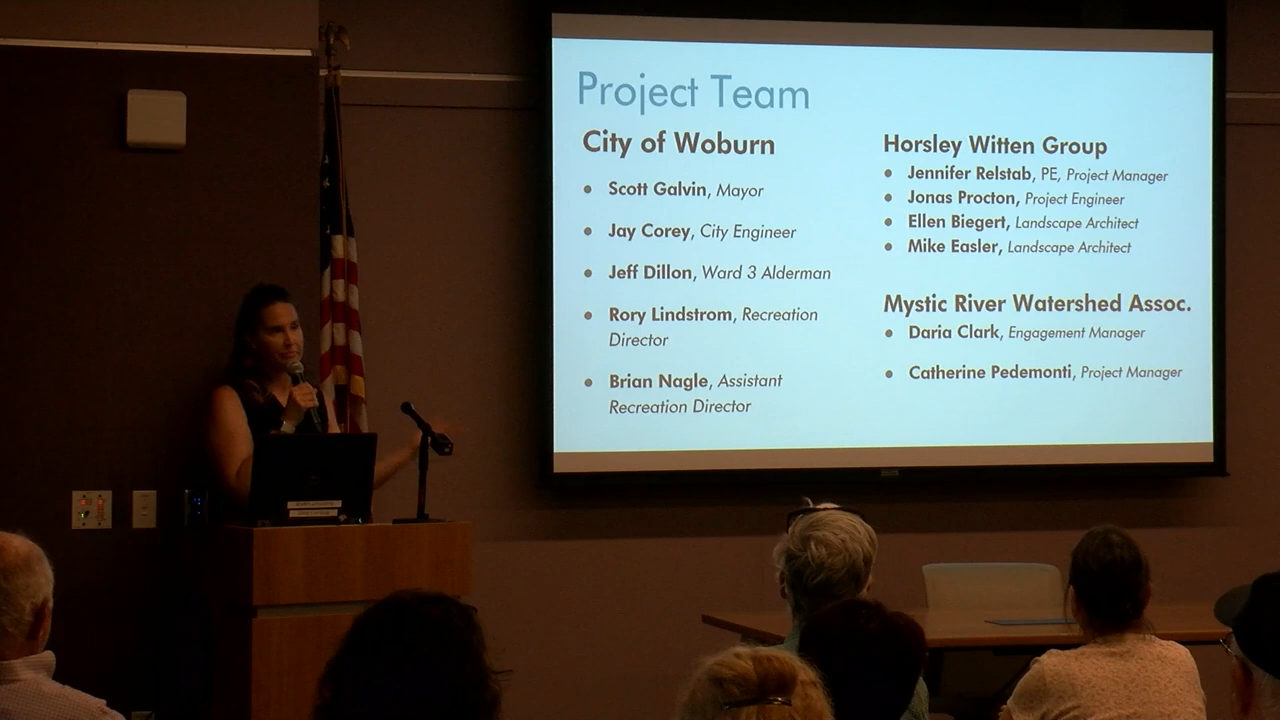 Project Team
City of Woburn
• Scott Galvin, Mayor
• Jay Corey, City Engineer
• Jeff Dillon, Ward 3 Alderman
• Rory Lindstrom, Recreation
Director
• Brian Nagle, Assistant
Recreation Director
Horsley Witten Group
• Jennifer Relstab, PE, Project Manager
• Jonas Procton, Project Engineer
• Ellen Biegert, Landscape Architect
• Mike Easler, Landscape Architect
Mystic River Watershed Assoc.
• Daria Clark, Engagement Manager
• Catherine Pedemonti, Project Manager